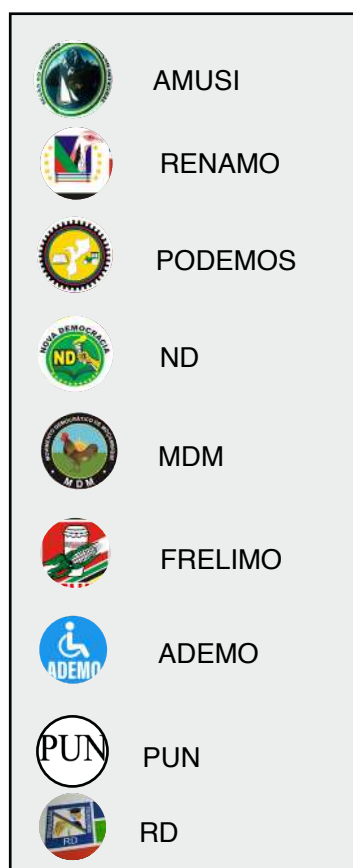 AMUSI
RENAMO
PODEMOS
NOVA DEMOCRACIA
ND
ND
MOVIMENTO DEMOCRÁTICO DE MOÇAMBIQUE
MDM
MDM
FRELIMO
ADEMO
ADEMO
PUN
PUN
RD
RD